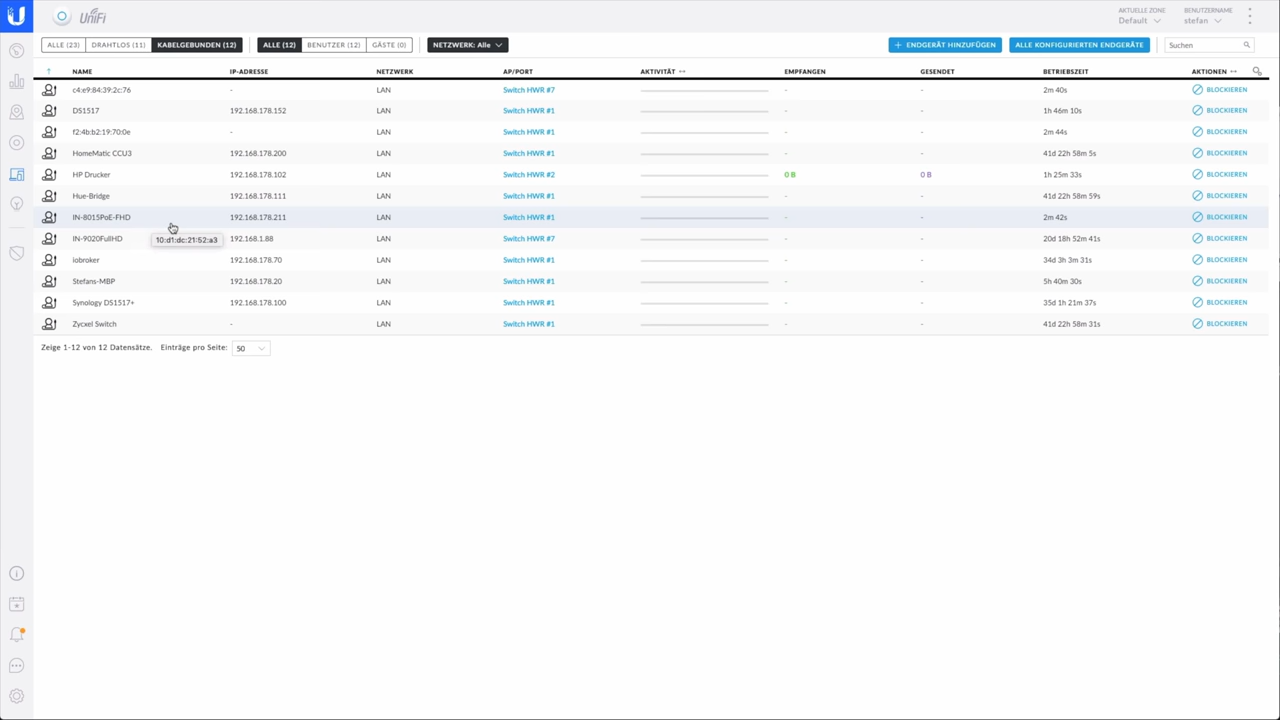 UniFi
AKTUELLE ZONE
Default
BENUTZERNAME
stefan
ALLE (23) DRAHTLOS (11) KABELGEBUNDEN (12) ALLE (12) BENUTZER (12) GÄSTE (0) NETZWERK: Alle + ENDGERÄT HINZUFÜGEN ALLE KONFIGURIERTEN ENDGERÄTE Suchen
NAME IP-ADRESSE NETZWERK AP/PORT AKTIVITÄT EMPFANGEN GESENDET BETRIEBSZEIT AKTIONEN
c4:e9:84:39:2c:76 - LAN Switch HWR #7 - - 2m 40s BLOCKIEREN
DS1517 192.168.178.152 LAN Switch HWR #1 - - 1h 46m 10s BLOCKIEREN
f2:4b:b2:19:70:0e - LAN Switch HWR #1 - - 2m 44s BLOCKIEREN
HomeMatic CCU3 192.168.178.200 LAN Switch HWR #1 - - 41d 22h 58m 5s BLOCKIEREN
HP Drucker 192.168.178.102 LAN Switch HWR #2 0 B 0 B 1h 25m 33s BLOCKIEREN
Hue-Bridge 192.168.178.111 LAN Switch HWR #1 - - 41d 22h 58m 59s BLOCKIEREN
IN-8015PoE-FHD 192.168.178.211 LAN Switch HWR #1 - - 2m 42s BLOCKIEREN
IN-9020FullHD 192.168.1.88 LAN Switch HWR #7 - - 20d 18h 52m 41s BLOCKIEREN
10:d1:dc:21:52:a3
iobroker 192.168.178.70 LAN Switch HWR #1 - - 34d 3h 3m 31s BLOCKIEREN
Stefans-MBP 192.168.178.20 LAN Switch HWR #1 - - 5h 40m 30s BLOCKIEREN
Synology DS1517+ 192.168.178.100 LAN Switch HWR #1 - - 35d 1h 21m 37s BLOCKIEREN
Zycxel Switch - LAN Switch HWR #1 - - 41d 22h 58m 31s BLOCKIEREN
Zeige 1-12 von 12 Datensätze. Einträge pro Seite: 50